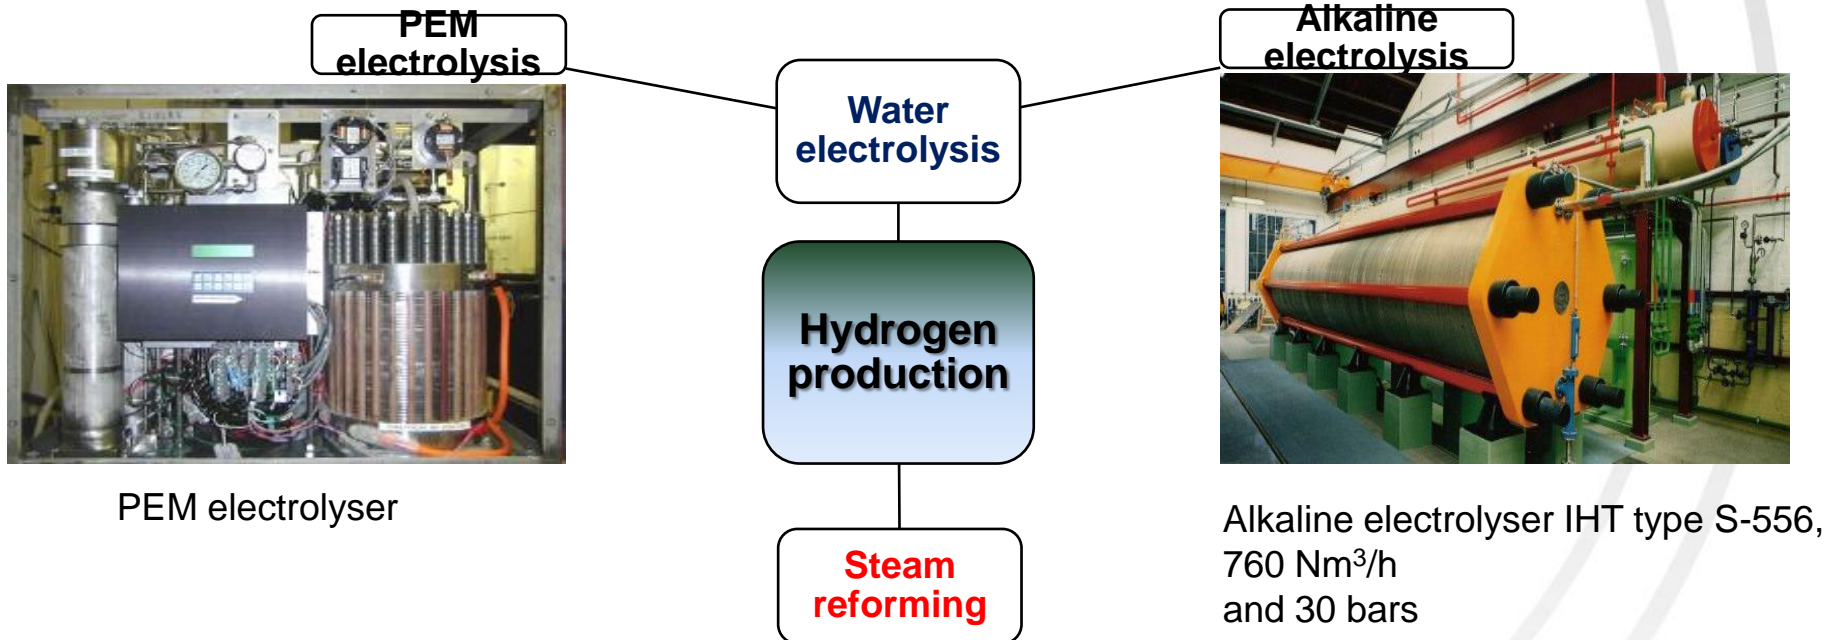 PEM
electrolysis
Alkaline
electrolysis
Water
electrolysis
Hydrogen
production
PEM electrolyser
Steam
reforming
Alkaline electrolyser IHT type S-556,
760 Nm³/h
and 30 bars